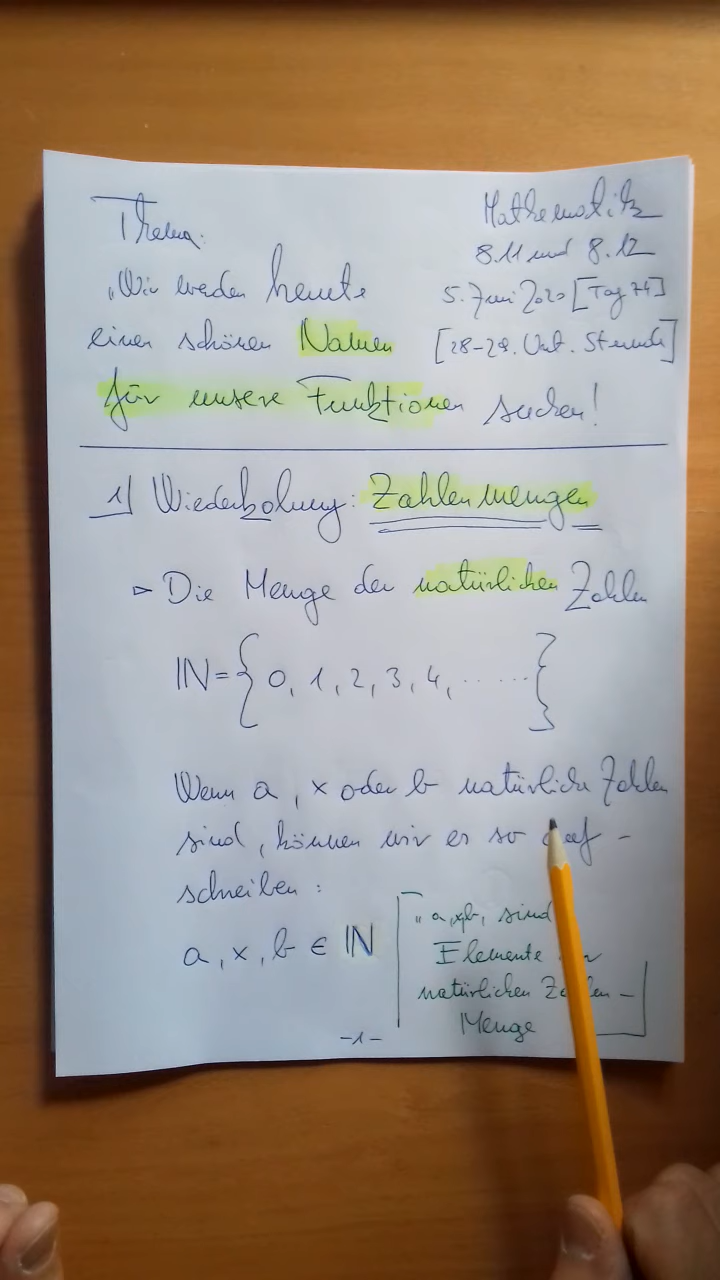 Thema:
„Wir werden heute
einen schönen Namen
für unsere Funktionen suchen!
Mathematik
8.11 und 8.12
5. Juni 2020 [Tag 74]
[28-29. Unt. Stunde]
1) Wiederholung: Zahlenmengen
▻ Die Menge der natürlichen Zahlen
IN = { 0, 1, 2, 3, 4, ...... }
Wenn a, x oder b natürliche Zahlen
sind, können wir es so auf-
schreiben:
a, x, b ∈ IN
„a,x,b, sind
Elemente
natürlichen Zahlen-
Menge
-1-